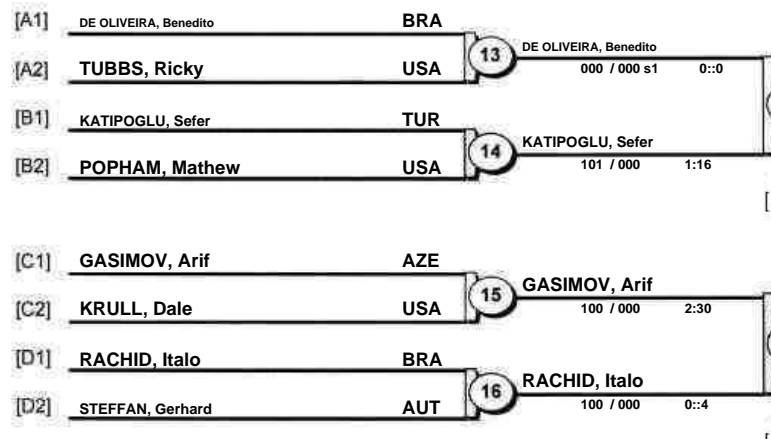 [A1] DE OLIVEIRA, Benedito BRA
13 DE OLIVEIRA, Benedito
[A2] TUBBS, Ricky USA
000 / 000 s1 0::0
[B1] KATIPOGLU, Sefer TUR
14 KATIPOGLU, Sefer
[B2] POPHAM, Mathew USA
101 / 000 1:16
[C1] GASIMOV, Arif AZE
15 GASIMOV, Arif
[C2] KRULL, Dale USA
100 / 000 2:30
[D1] RACHID, Italo BRA
16 RACHID, Italo
[D2] STEFFAN, Gerhard AUT
100 / 000 0::4